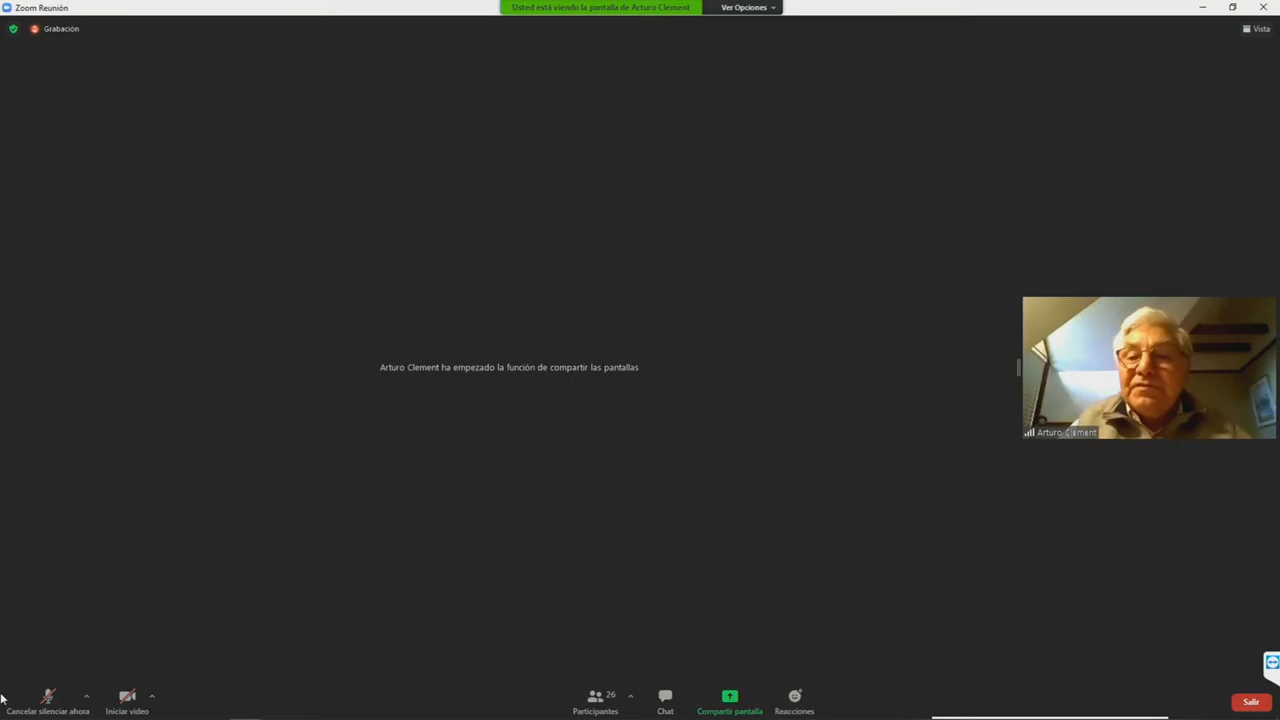 Zoom Reunión
Usted está viendo la pantalla de Arturo Clement
Ver Opciones
Grabación
Vista
Arturo Clement ha empezado la función de compartir las pantallas
Arturo Clement
Cancelar silenciar ahora
Iniciar video
26
Participantes
Chat
Compartir pantalla
Reacciones
Salir